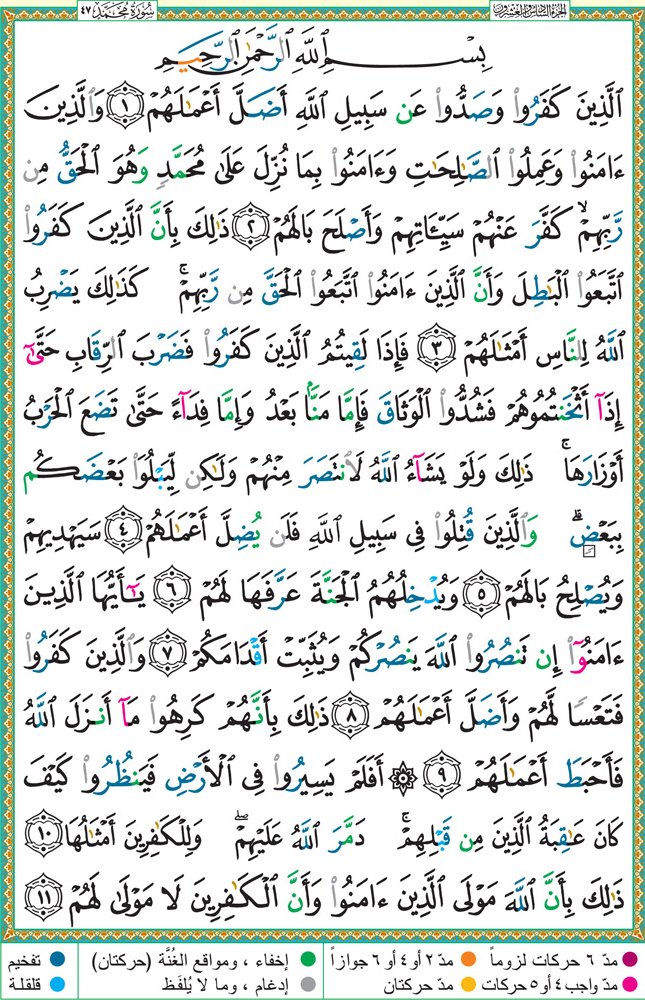 سُورَةُ مُحَمَّد ٤٧
الجزء السادس والعشرون
بِسْمِ ٱللَّهِ ٱلرَّحْمَٰنِ ٱلرَّحِيمِ
ٱلَّذِينَ كَفَرُوا۟ وَصَدُّوا۟ عَن سَبِيلِ ٱللَّهِ أَضَلَّ أَعْمَٰلَهُمْ ١ وَٱلَّذِينَ
ءَامَنُوا۟ وَعَمِلُوا۟ ٱلصَّٰلِحَٰتِ وَءَامَنُوا۟ بِمَا نُزِّلَ عَلَىٰ مُحَمَّدٍ وَهُوَ ٱلْحَقُّ مِن
رَّبِّهِمْ ۙ كَفَّرَ عَنْهُمْ سَيِّـَٔاتِهِمْ وَأَصْلَحَ بَالَهُمْ ٢ ذَٰلِكَ بِأَنَّ ٱلَّذِينَ كَفَرُوا۟
ٱتَّبَعُوا۟ ٱلْبَٰطِلَ وَأَنَّ ٱلَّذِينَ ءَامَنُوا۟ ٱتَّبَعُوا۟ ٱلْحَقَّ مِن رَّبِّهِمْ ۚ كَذَٰلِكَ يَضْرِبُ
ٱللَّهُ لِلنَّاسِ أَمْثَٰلَهُمْ ٣ فَإِذَا لَقِيتُمُ ٱلَّذِينَ كَفَرُوا۟ فَضَرْبَ ٱلرِّقَابِ حَتَّىٰٓ
إِذَآ أَثْخَنتُمُوهُمْ فَشُدُّوا۟ ٱلْوَثَاقَ فَإِمَّا مَنًّۢا بَعْدُ وَإِمَّا فِدَآءً حَتَّىٰ تَضَعَ ٱلْحَرْبُ
أَوْزَارَهَا ۚ ذَٰلِكَ وَلَوْ يَشَآءُ ٱللَّهُ لَٱنتَصَرَ مِنْهُمْ وَلَٰكِن لِّيَبْلُوَا۟ بَعْضَكُم
بِبَعْضٍ ۗ وَٱلَّذِينَ قُتِلُوا۟ فِى سَبِيلِ ٱللَّهِ فَلَن يُضِلَّ أَعْمَٰلَهُمْ ٤ سَيَهْدِيهِمْ
وَيُصْلِحُ بَالَهُمْ ٥ وَيُدْخِلُهُمُ ٱلْجَنَّةَ عَرَّفَهَا لَهُمْ ٦ يَٰٓأَيُّهَا ٱلَّذِينَ
ءَامَنُوٓا۟ إِن تَنصُرُوا۟ ٱللَّهَ يَنصُرْكُمْ وَيُثَبِّتْ أَقْدَامَكُمْ ٧ وَٱلَّذِينَ كَفَرُوا۟
فَتَعْسًا لَّهُمْ وَأَضَلَّ أَعْمَٰلَهُمْ ٨ ذَٰلِكَ بِأَنَّهُمْ كَرِهُوا۟ مَآ أَنزَلَ ٱللَّهُ
فَأَحْبَطَ أَعْمَٰلَهُمْ ٩ ۞ أَفَلَمْ يَسِيرُوا۟ فِى ٱلْأَرْضِ فَيَنظُرُوا۟ كَيْفَ
كَانَ عَٰقِبَةُ ٱلَّذِينَ مِن قَبْلِهِمْ ۚ دَمَّرَ ٱللَّهُ عَلَيْهِمْ ۖ وَلِلْكَٰفِرِينَ أَمْثَٰلُهَا ١٠
ذَٰلِكَ بِأَنَّ ٱللَّهَ مَوْلَى ٱلَّذِينَ ءَامَنُوا۟ وَأَنَّ ٱلْكَٰفِرِينَ لَا مَوْلَىٰ لَهُمْ ١١
مدّ ٦ حركات لزوماً مدّ ٢ أو ٤ أو ٦ جوازاً إخفاء ، ومواقع الغُنَّة (حركتان) تفخيم
مدّ واجب ٤ أو ٥ حركات مدّ حركتان إدغام ، وما لا يُلفَظ قلقلة